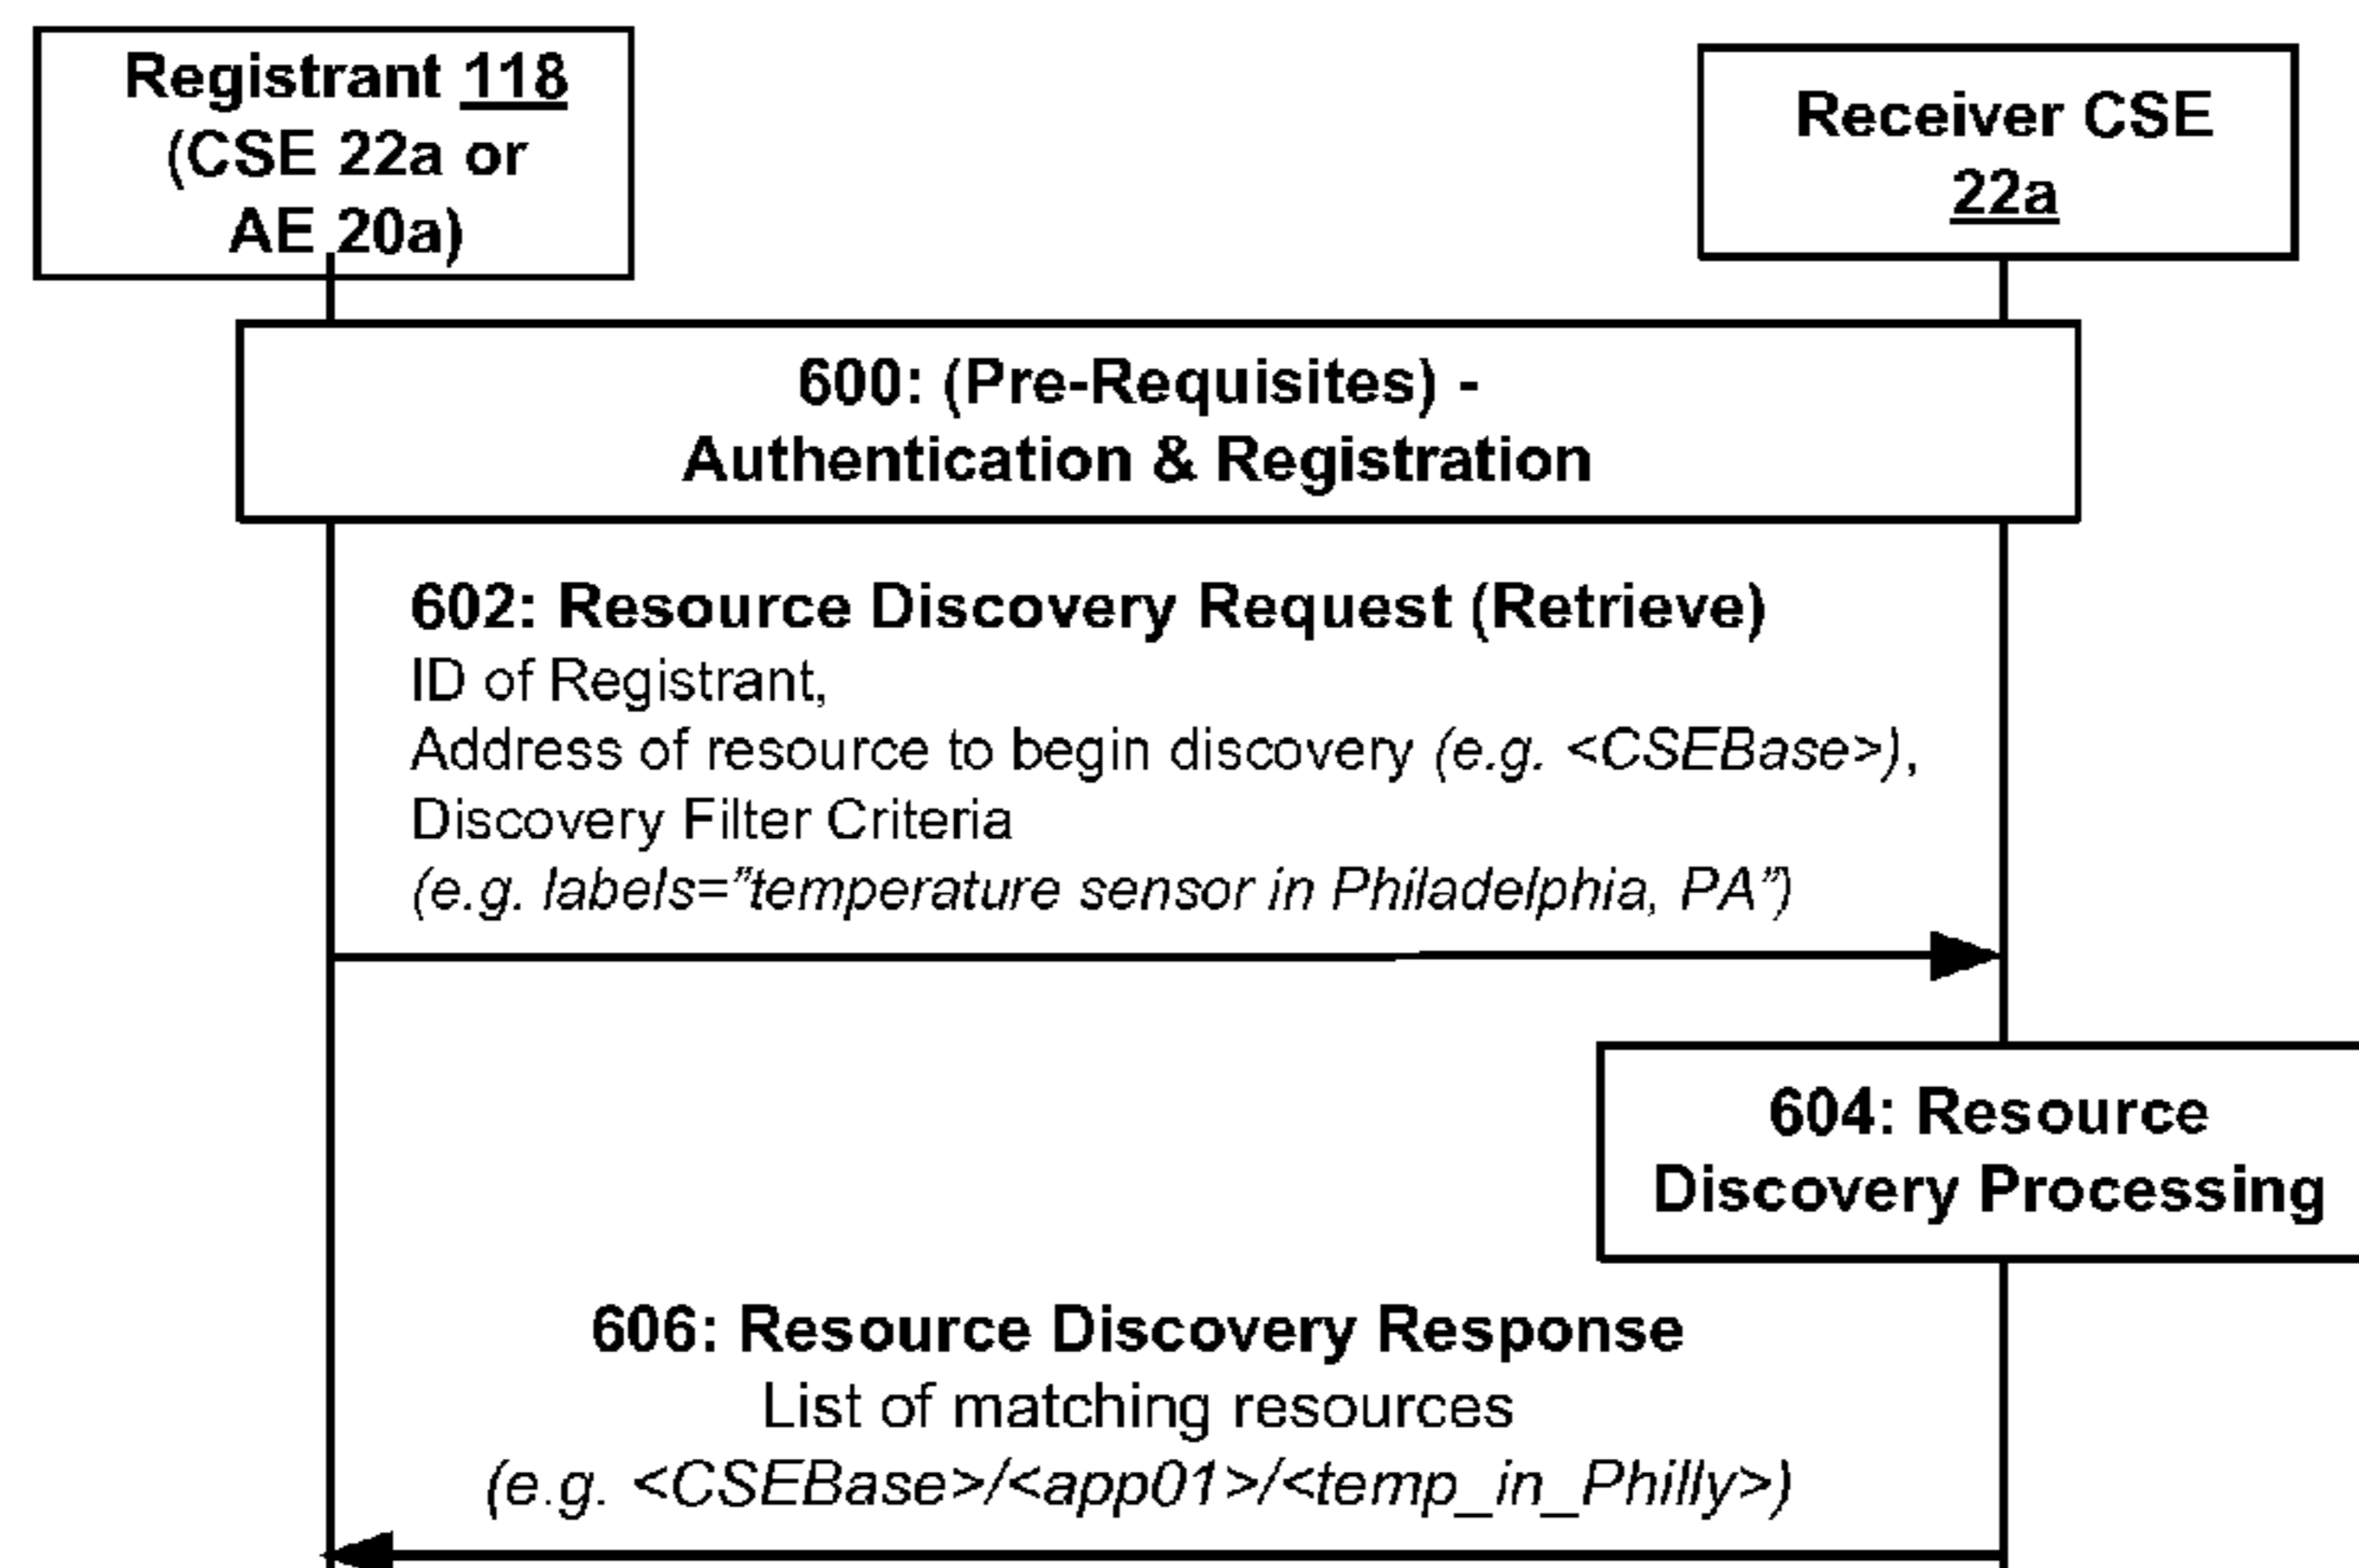 Registrant 118
(CSE 22a or
AE 20a)
Receiver CSE
22a
600: (Pre-Requisites) -
Authentication & Registration
602: Resource Discovery Request (Retrieve)
ID of Registrant,
Address of resource to begin discovery (e.g. <CSEBase>),
Discovery Filter Criteria
(e.g. labels=”temperature sensor in Philadelphia, PA”)
604: Resource
Discovery Processing
606: Resource Discovery Response
List of matching resources
(e.g. <CSEBase>/<app01>/<temp_in_Philly>)